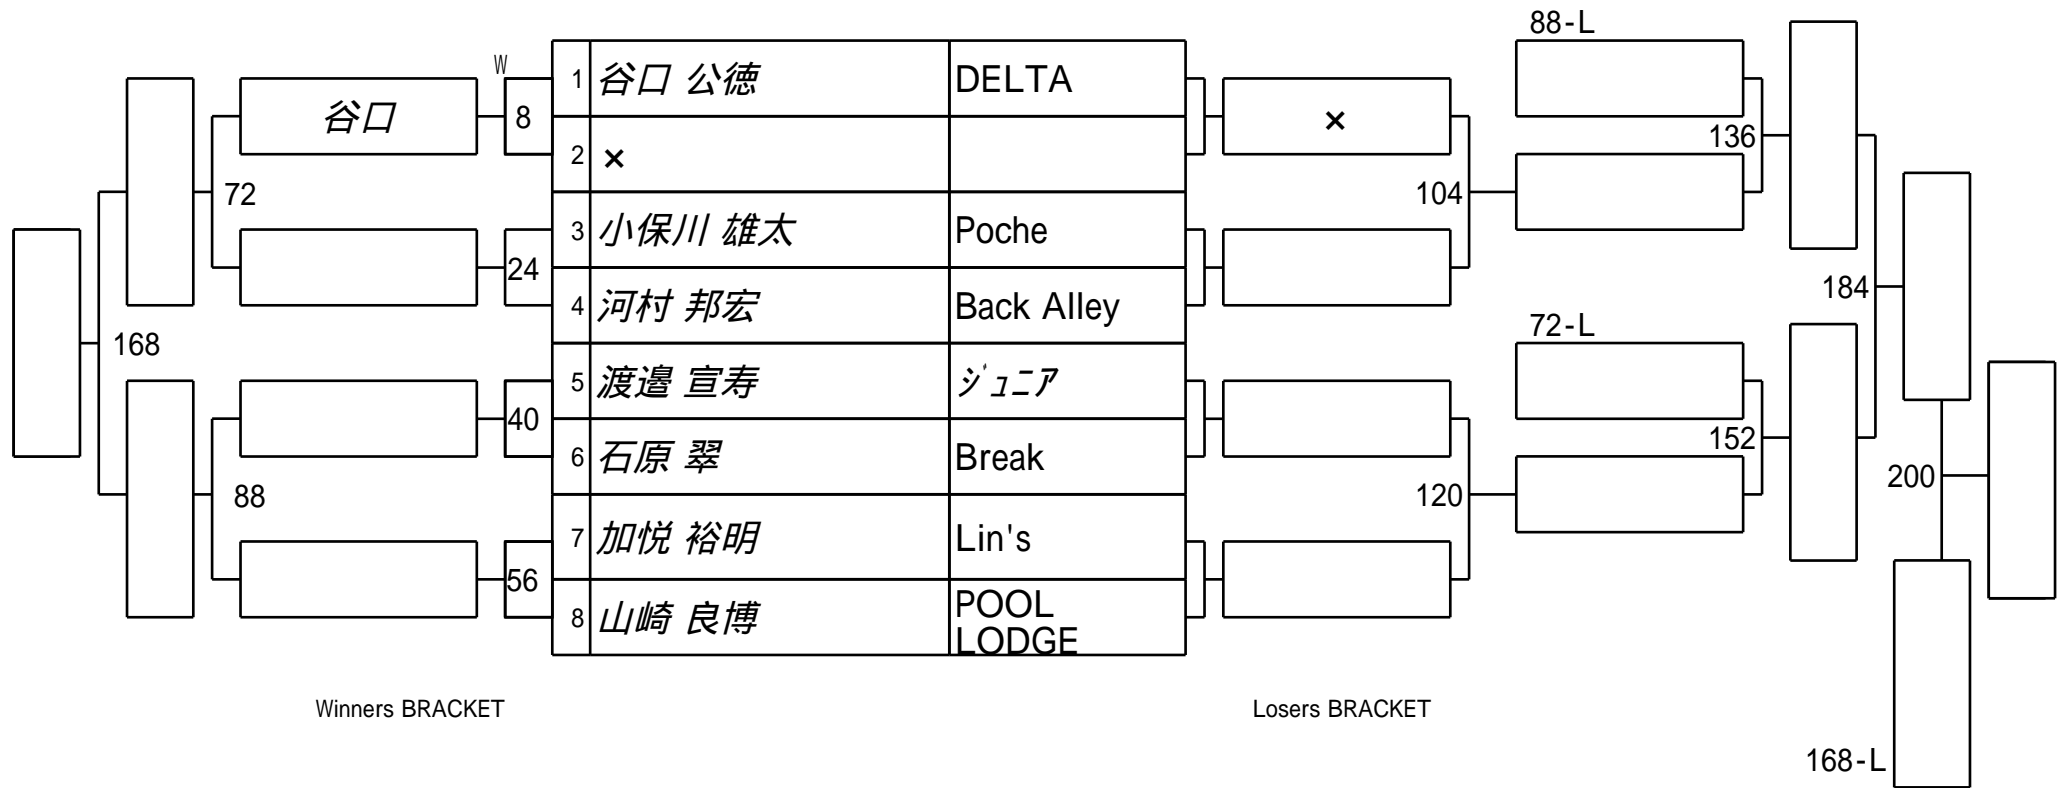 88-L
W
1 谷口 公徳 DELTA
谷口
8
×
136
2 ×
72
104
3 小保川 雄太 Poche
24
184
4 河村 邦宏 Back Alley
72-L
168
5 渡邉 宣寿 ｼﾞｭﾆｱ
40
152
6 石原 翠 Break
200
88
120
7 加悦 裕明 Lin's
56
8 山崎 良博 POOL
LODGE
Winners BRACKET
Losers BRACKET
168-L